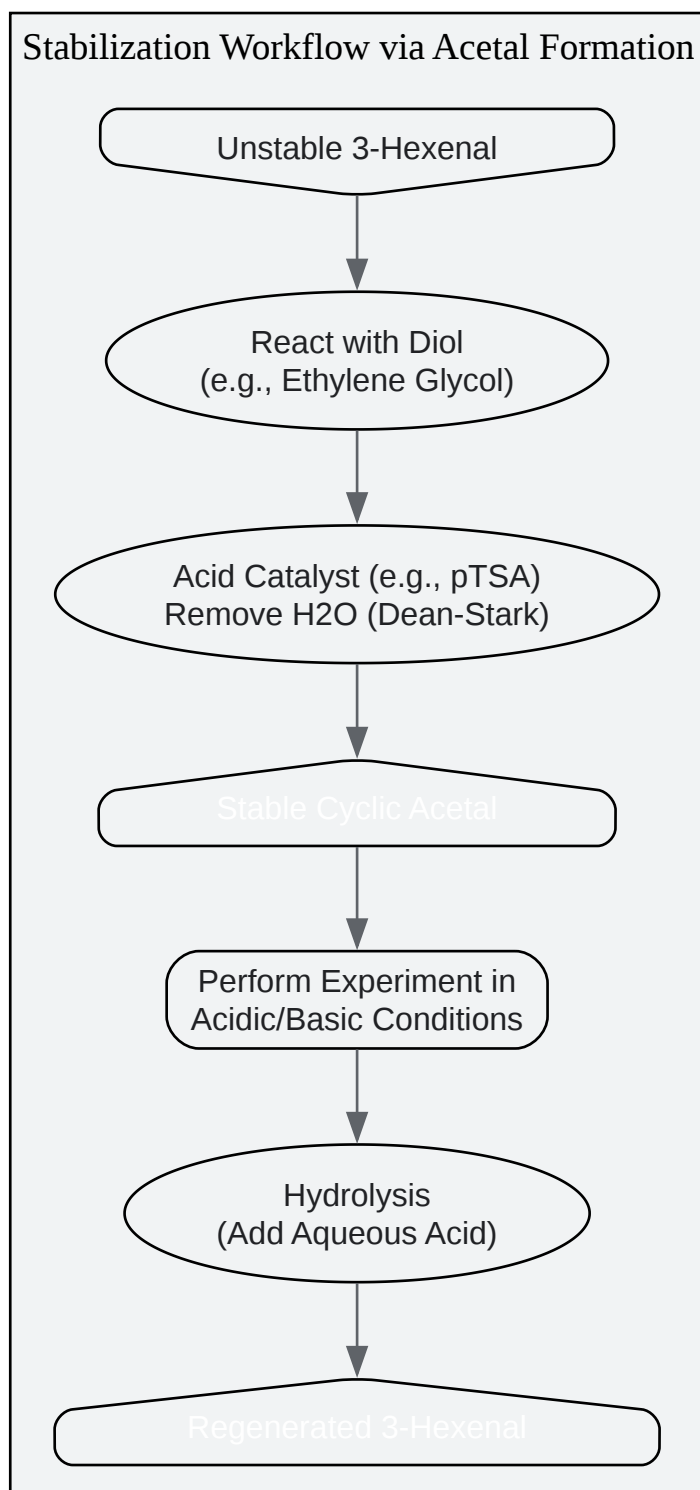 Stabilization Workflow via Acetal Formation
Unstable 3-Hexenal
React with Diol
(e.g., Ethylene Glycol)
Acid Catalyst (e.g., pTSA)
Remove H2O (Dean-Stark)
Stable Cyclic Acetal
Perform Experiment in
Acidic/Basic Conditions
Hydrolysis
(Add Aqueous Acid)
Regenerated 3-Hexenal